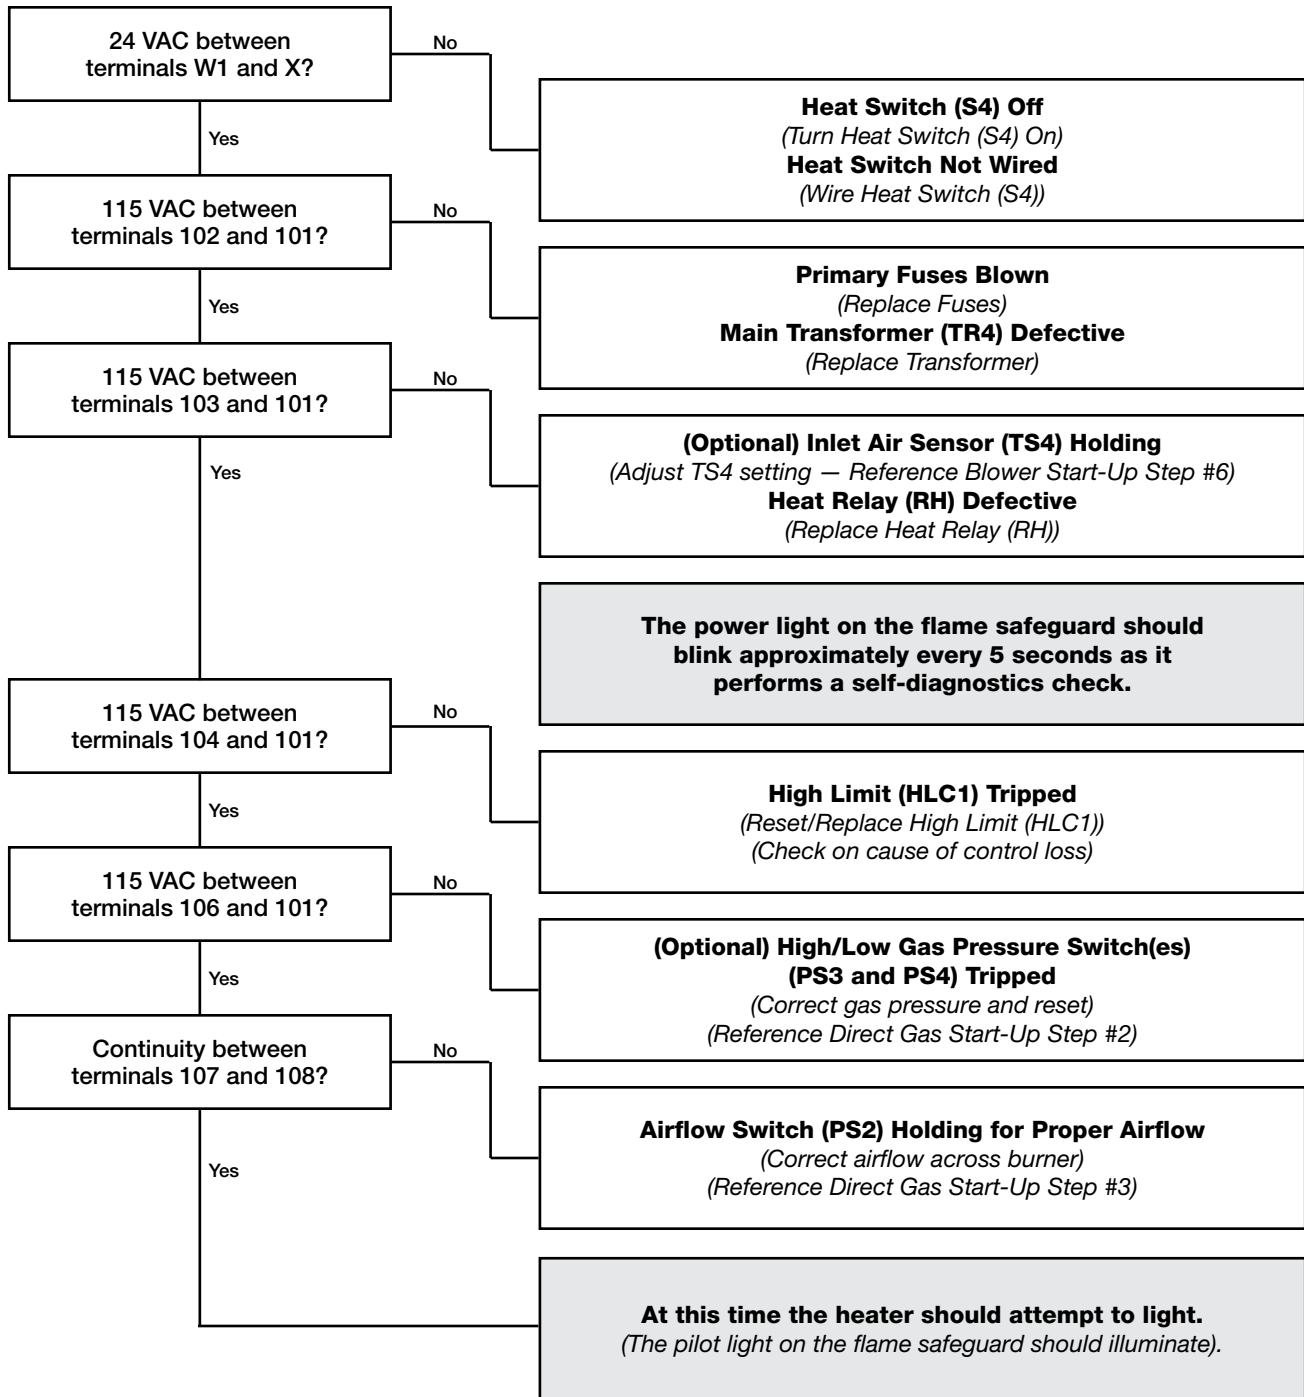 24 VAC between
terminals W1 and X?
No
Yes
Heat Switch (S4) Off
(Turn Heat Switch (S4) On)
Heat Switch Not Wired
(Wire Heat Switch (S4))
115 VAC between
terminals 102 and 101?
No
Yes
Primary Fuses Blown
(Replace Fuses)
Main Transformer (TR4) Defective
(Replace Transformer)
115 VAC between
terminals 103 and 101?
No
Yes
(Optional) Inlet Air Sensor (TS4) Holding
(Adjust TS4 setting — Reference Blower Start-Up Step #6)
Heat Relay (RH) Defective
(Replace Heat Relay (RH))
The power light on the flame safeguard should
blink approximately every 5 seconds as it
performs a self-diagnostics check.
115 VAC between
terminals 104 and 101?
No
Yes
High Limit (HLC1) Tripped
(Reset/Replace High Limit (HLC1))
(Check on cause of control loss)
115 VAC between
terminals 106 and 101?
No
Yes
(Optional) High/Low Gas Pressure Switch(es)
(PS3 and PS4) Tripped
(Correct gas pressure and reset)
(Reference Direct Gas Start-Up Step #2)
Continuity between
terminals 107 and 108?
No
Yes
Airflow Switch (PS2) Holding for Proper Airflow
(Correct airflow across burner)
(Reference Direct Gas Start-Up Step #3)
At this time the heater should attempt to light.
(The pilot light on the flame safeguard should illuminate).